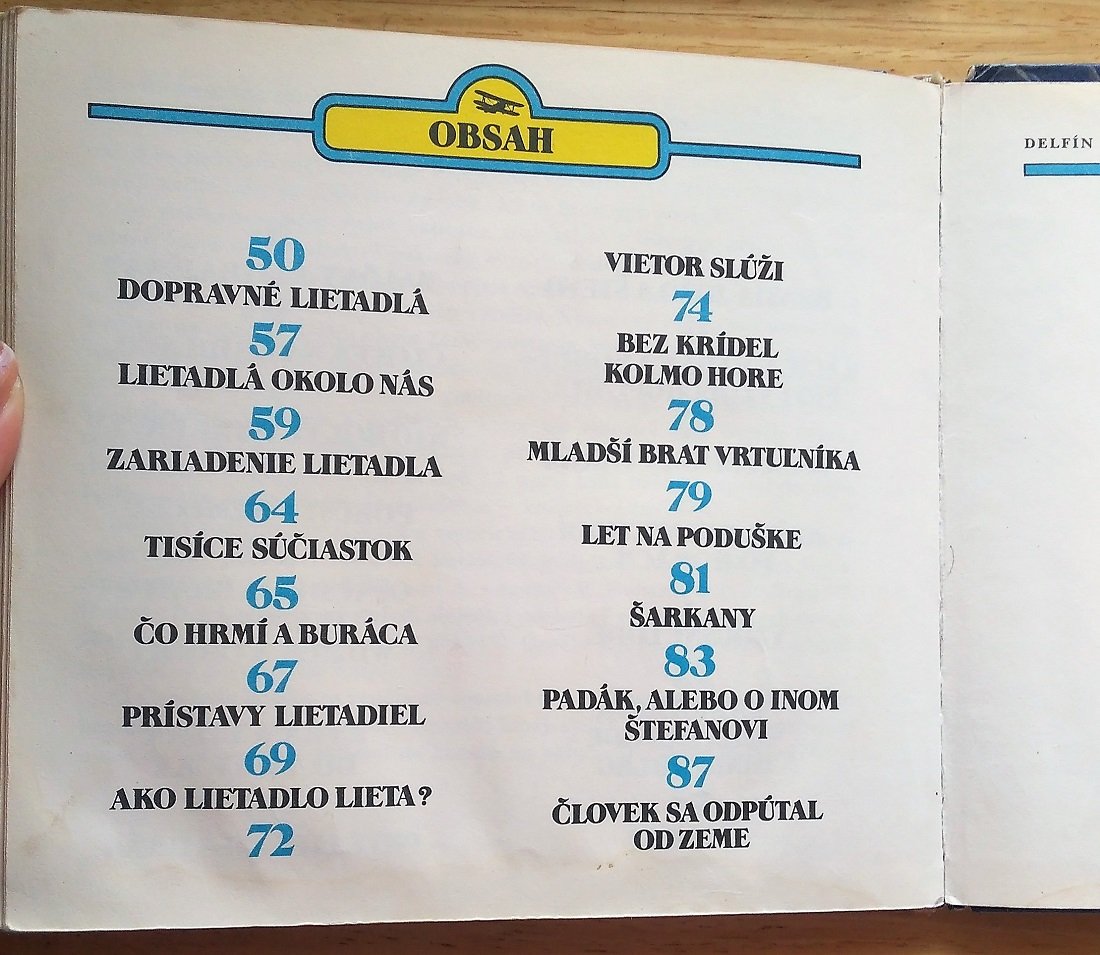 OBSAH
50
DOPRAVNÉ LIETADLÁ
57
LIETADLÁ OKOLO NÁS
59
ZARIADENIE LIETADLA
64
TISÍCE SÚČIASTOK
65
ČO HRMÍ A BURÁCA
67
PRÍSTAVY LIETADIEL
69
AKO LIETADLO LIETA?
72
VIETOR SLÚŽI
74
BEZ KRÍDEL
KOLMO HORE
78
MLADŠÍ BRAT VRTUĽNÍKA
79
LET NA PODUŠKE
81
ŠARKANY
83
PADÁK, ALEBO O INOM
ŠTEFANOVI
87
ČLOVEK SA ODPÚTAL
OD ZEME
DELFÍN